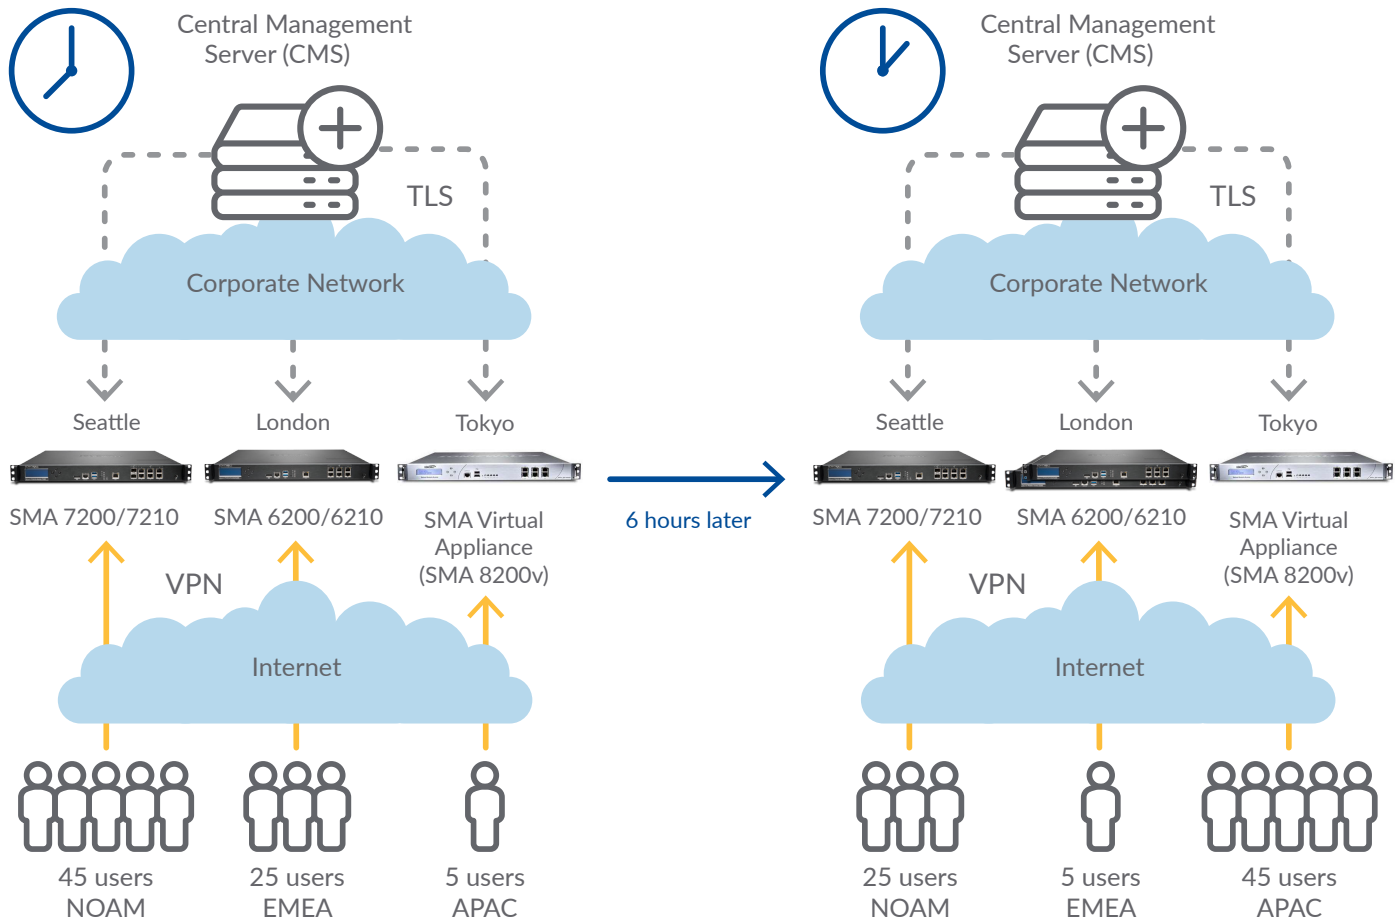 Central Management
Server (CMS)
TLS
Corporate Network
Seattle
London
Tokyo
SMA 7200/7210
SMA 6200/6210
SMA Virtual
Appliance
(SMA 8200v)
VPN
Internet
45 users
NOAM
25 users
EMEA
5 users
APAC
6 hours later
Central Management
Server (CMS)
TLS
Corporate Network
Seattle
London
Tokyo
SMA 7200/7210
SMA 6200/6210
SMA Virtual
Appliance
(SMA 8200v)
VPN
Internet
25 users
NOAM
5 users
EMEA
45 users
APAC